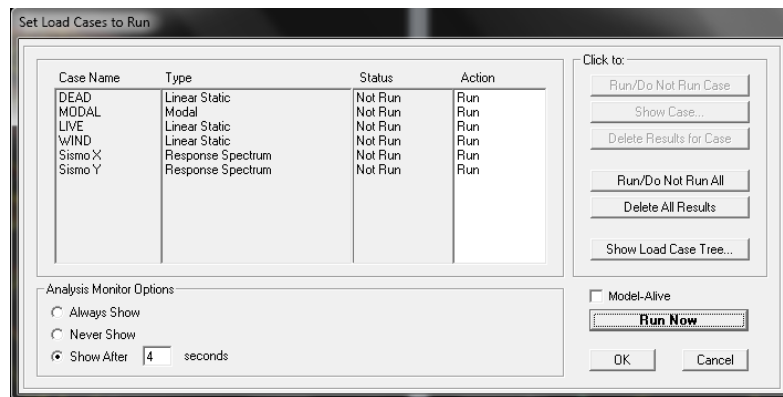 Set Load Cases to Run
Case Name Type Status Action
DEAD Linear Static Not Run Run
MODAL Modal Not Run Run
LIVE Linear Static Not Run Run
WIND Linear Static Not Run Run
Sismo X Response Spectrum Not Run Run
Sismo Y Response Spectrum Not Run Run
Click to:
Run/Do Not Run Case
Show Case...
Delete Results for Case
Run/Do Not Run All
Delete All Results
Show Load Case Tree...
Analysis Monitor Options
Always Show
Never Show
Show After 4 seconds
Model-Alive
Run Now
OK Cancel